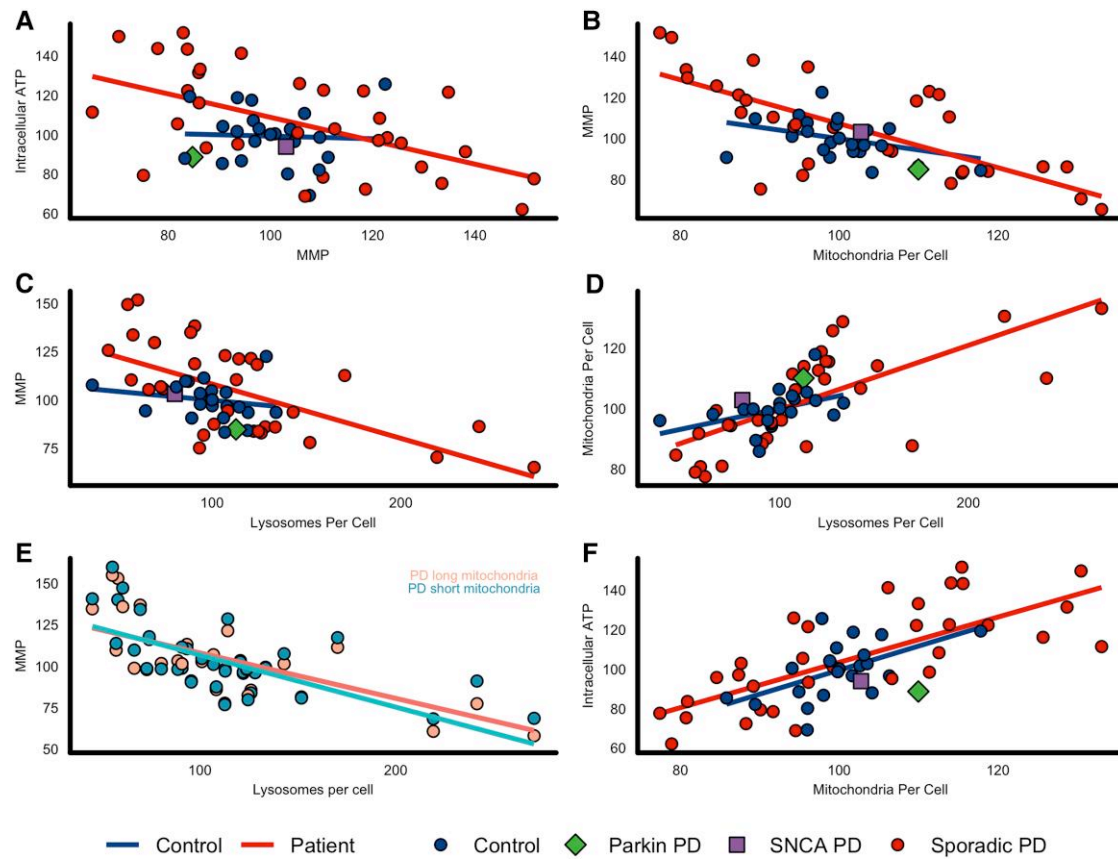 A
B
Intracellular ATP
140
120
100
80
60
80
100
120
140
MMP
MMP
140
120
100
80
80
100
120
Mitochondria Per Cell
C
D
MMP
150
125
100
75
100
200
Lysosomes Per Cell
Mitochondria Per Cell
120
100
80
100
200
Lysosomes Per Cell
E
F
MMP
150
125
100
75
50
PD long mitochondria
PD short mitochondria
100
200
Lysosomes per cell
Intracellular ATP
140
120
100
80
60
80
100
120
Mitochondria Per Cell
Control Patient Control Parkin PD SNCA PD Sporadic PD